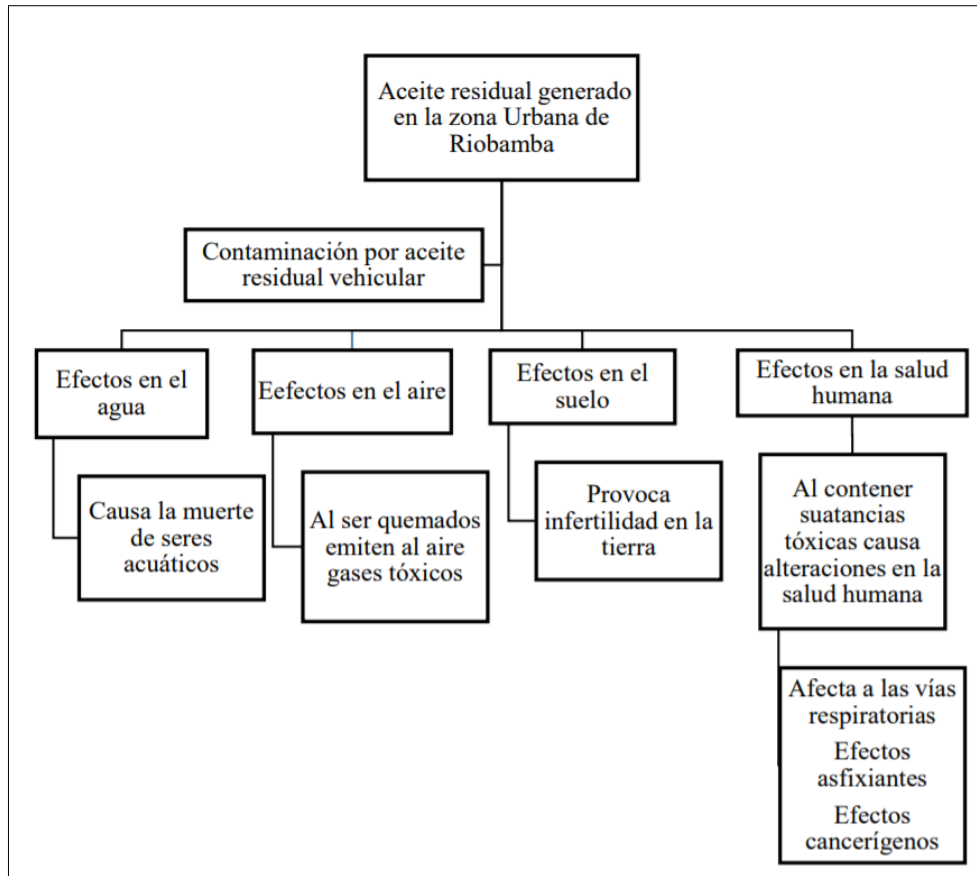 Aceite residual generado
en la zona Urbana de
Riobamba
Contaminación por aceite
residual vehicular
Efectos en el
agua
Eefectos en el aire
Efectos en el
suelo
Efectos en la salud
humana
Causa la muerte
de seres
acuáticos
Al ser quemados
emiten al aire
gases tóxicos
Provoca
infertilidad en la
tierra
Al contener
suatancias
tóxicas causa
alteraciones en la
salud humana
Afecta a las vías
respiratorias
Efectos
asfixiantes
Efectos
cancerígenos